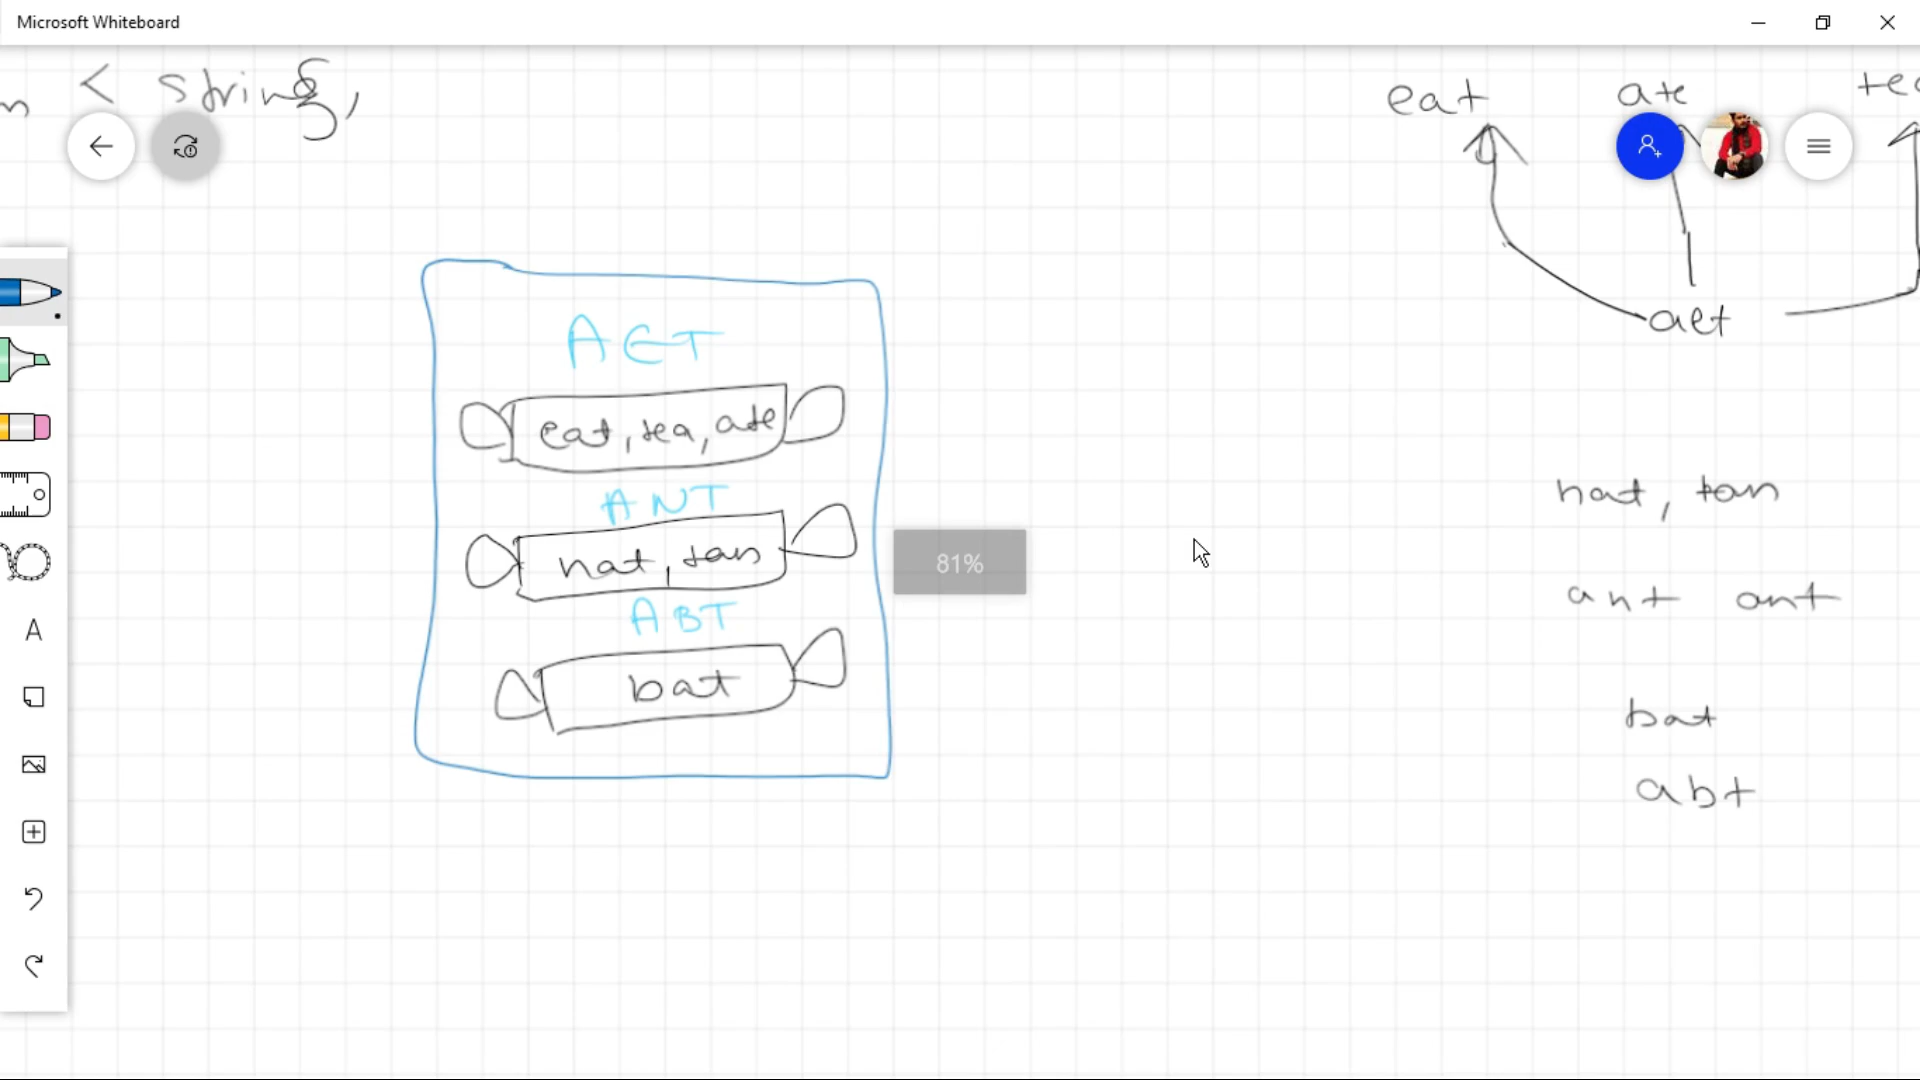 Microsoft Whiteboard
< string,
eat ate
aet
AET
eat, tea, ate
ANT
nat, tan
ABT
bat
81%
nat, tan
ant ant
bat
abt
A